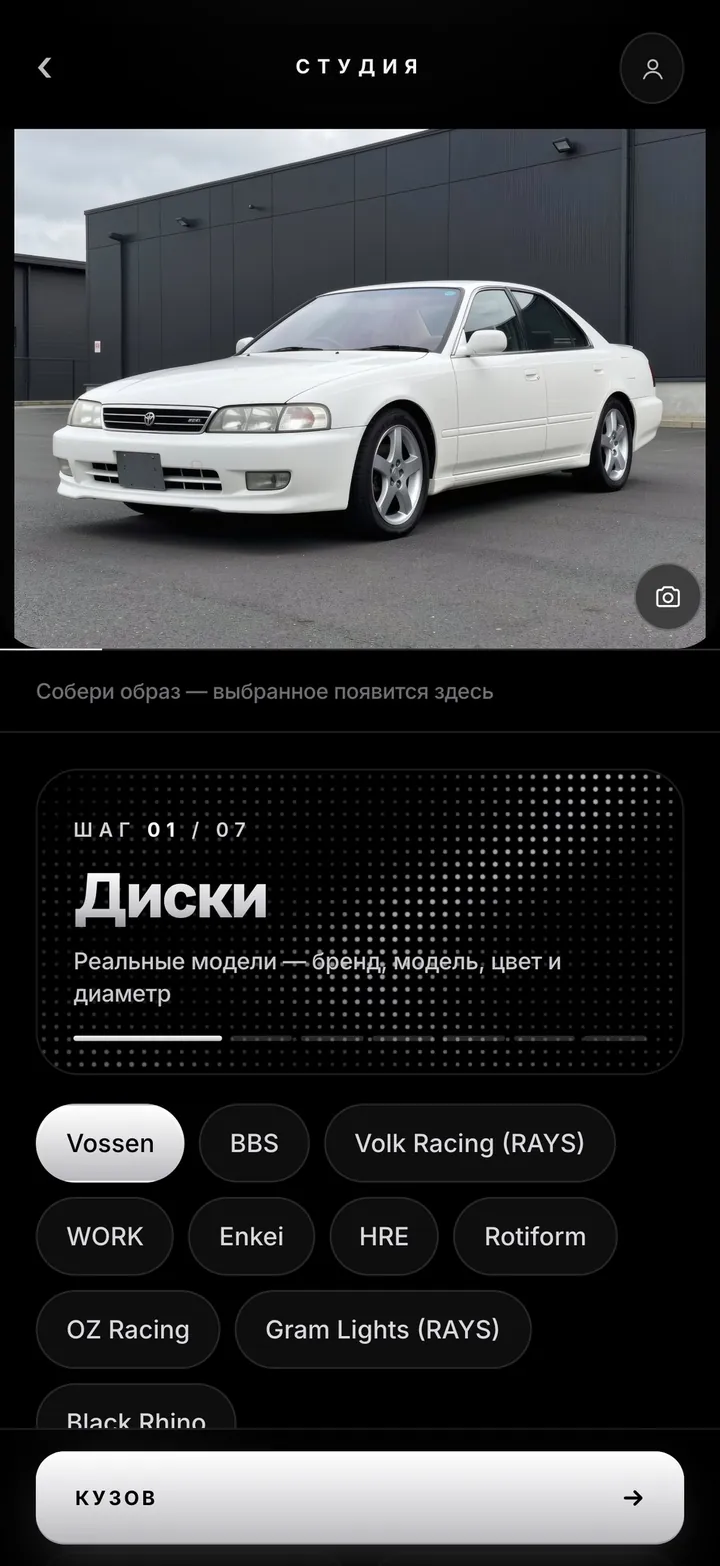 СТУДИЯ
Собери образ — выбранное появится здесь
ШАГ 01 / 07
Диски
Реальные модели — бренд, модель, цвет и
диаметр
Vossen
BBS
Volk Racing (RAYS)
WORK
Enkei
HRE
Rotiform
OZ Racing
Gram Lights (RAYS)
Black Rhino
КУЗОВ